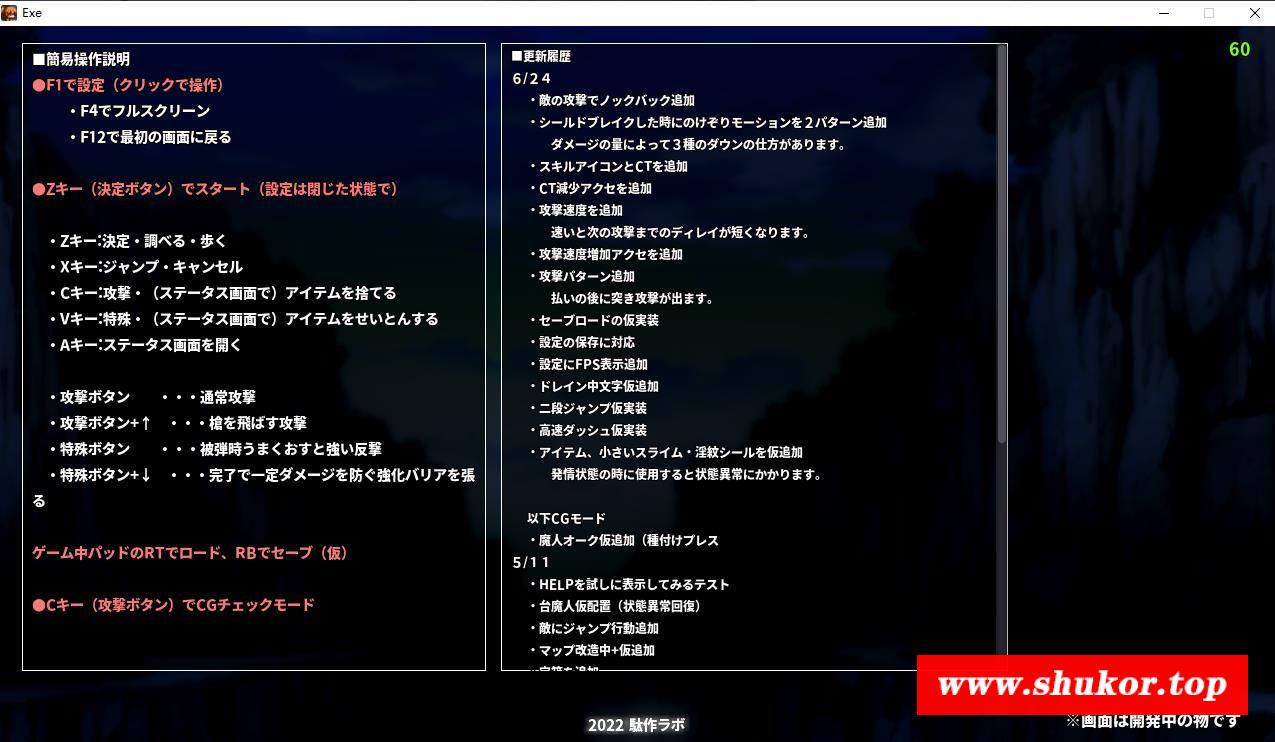 Exe
60
■簡易操作説明
●F1で設定（クリックで操作）
・F4でフルスクリーン
・F12で最初の画面に戻る
●Zキー（決定ボタン）でスタート（設定は閉じた状態で）
・Zキー:決定・調べる・歩く
・Xキー:ジャンプ・キャンセル
・Cキー:攻撃・（ステータス画面で）アイテムを捨てる
・Vキー:特殊・（ステータス画面で）アイテムをせいとんする
・Aキー:ステータス画面を開く
・攻撃ボタン　　・・・通常攻撃
・攻撃ボタン+↑　・・・槍を飛ばす攻撃
・特殊ボタン　　・・・被弾時うまくおすと強い反撃
・特殊ボタン+↓　・・・完了で一定ダメージを防ぐ強化バリアを張
る
ゲーム中パッドのRTでロード、RBでセーブ（仮）
●Cキー（攻撃ボタン）でCGチェックモード
■更新履歴
6/２４
・敵の攻撃でノックバック追加
・シールドブレイクした時にのけぞりモーションを２パターン追加
ダメージの量によって３種のダウンの仕方があります。
・スキルアイコンとCTを追加
・CT減少アクセを追加
・攻撃速度を追加
速いと次の攻撃までのディレイが短くなります。
・攻撃速度増加アクセを追加
・攻撃パターン追加
払いの後に突き攻撃が出ます。
・セーブロードの仮実装
・設定の保存に対応
・設定にFPS表示追加
・ドレイン中文字仮追加
・二段ジャンプ仮実装
・高速ダッシュ仮実装
・アイテム、小さいスライム・淫紋シールを仮追加
発情状態の時に使用すると状態異常にかかります。
以下CGモード
・魔人オーク仮追加（種付けプレス
5/１１
・HELPを試しに表示してみるテスト
・台魔人仮配置（状態異常回復）
・敵にジャンプ行動追加
・マップ改造中+仮追加
www.shukor.top
※画面は開発中の物です
2022 駄作ラボ